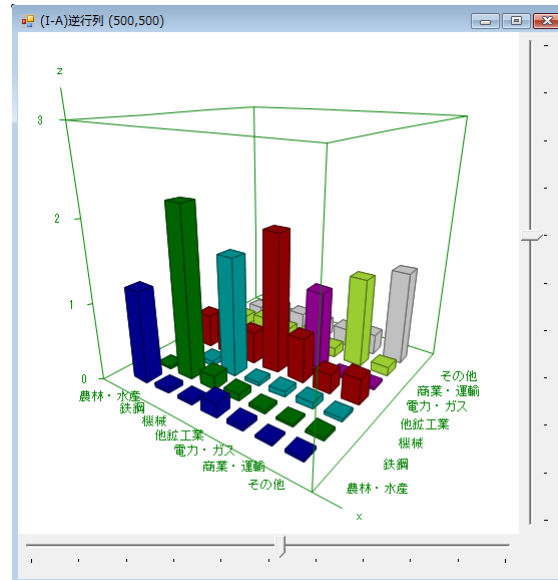 (I-A)逆行列 (500,500)
z
3
2
1
0
農林・水産
鉄鋼
機械
他鉱工業
電力・ガス
商業・運輸
その他
その他
商業・運輸
電力・ガス
他鉱工業
機械
鉄鋼
農林・水産
x